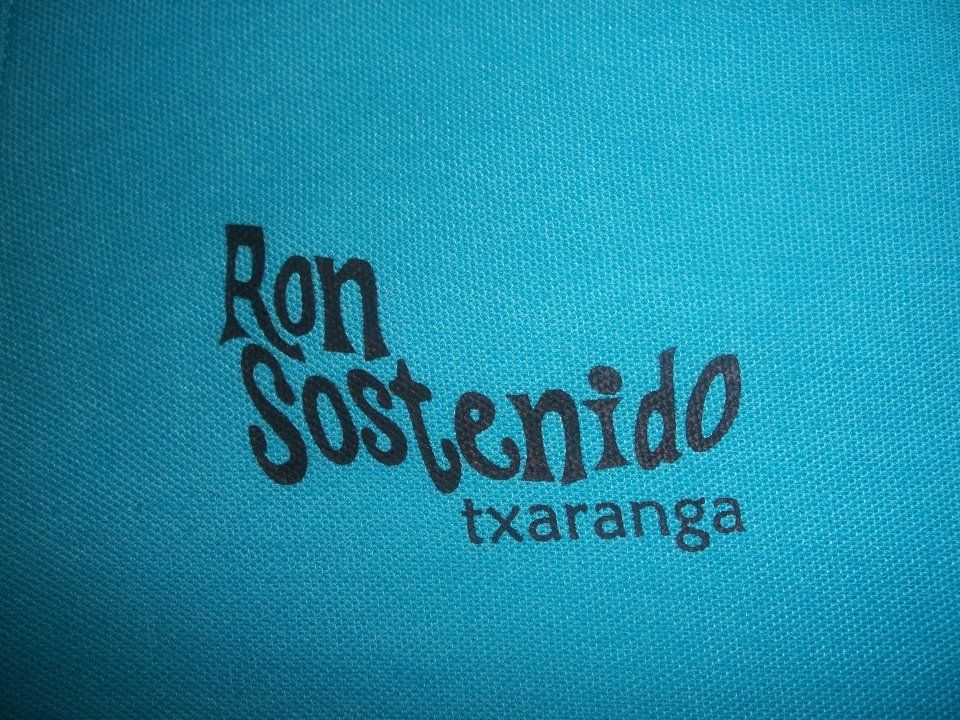 Ron
Sostenido
txaranga